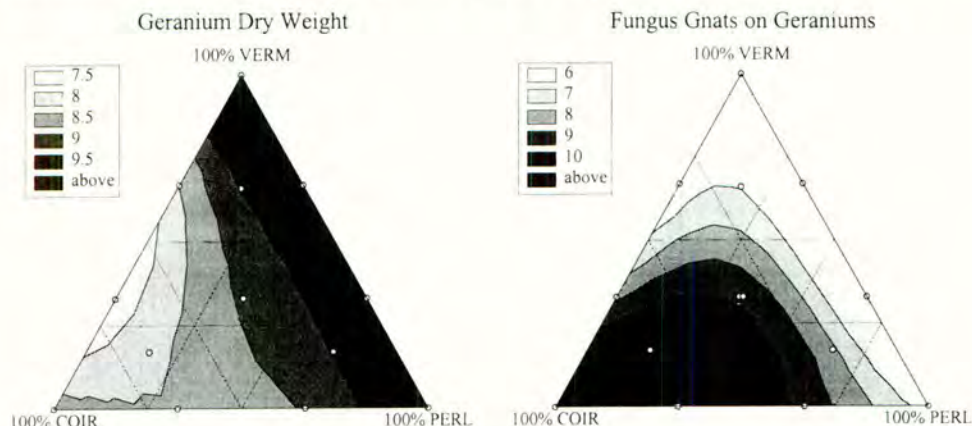 Geranium Dry Weight
100% VERM
7.5
8
8.5
9
9.5
above
100% COIR
100% PERL
Fungus Gnats on Geraniums
100% VERM
6
7
8
9
10
above
100% COIR
100% PERL